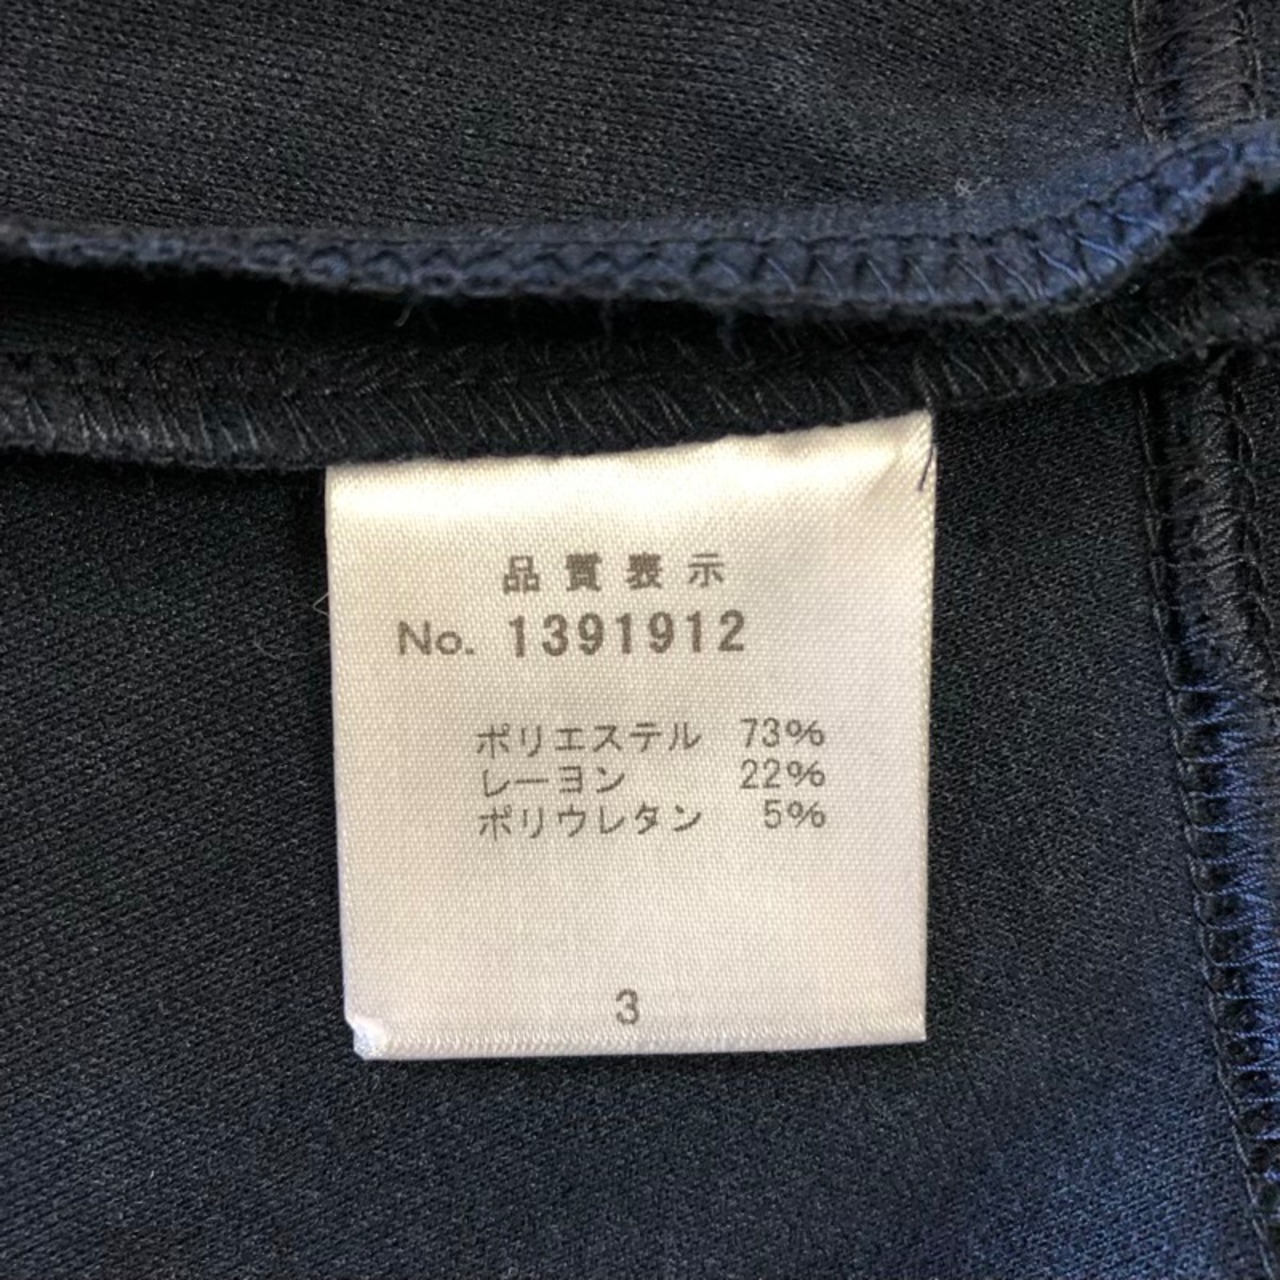 品質表示
No. 1391912
ポリエステル 73%
レーヨン 22%
ポリウレタン 5%
3